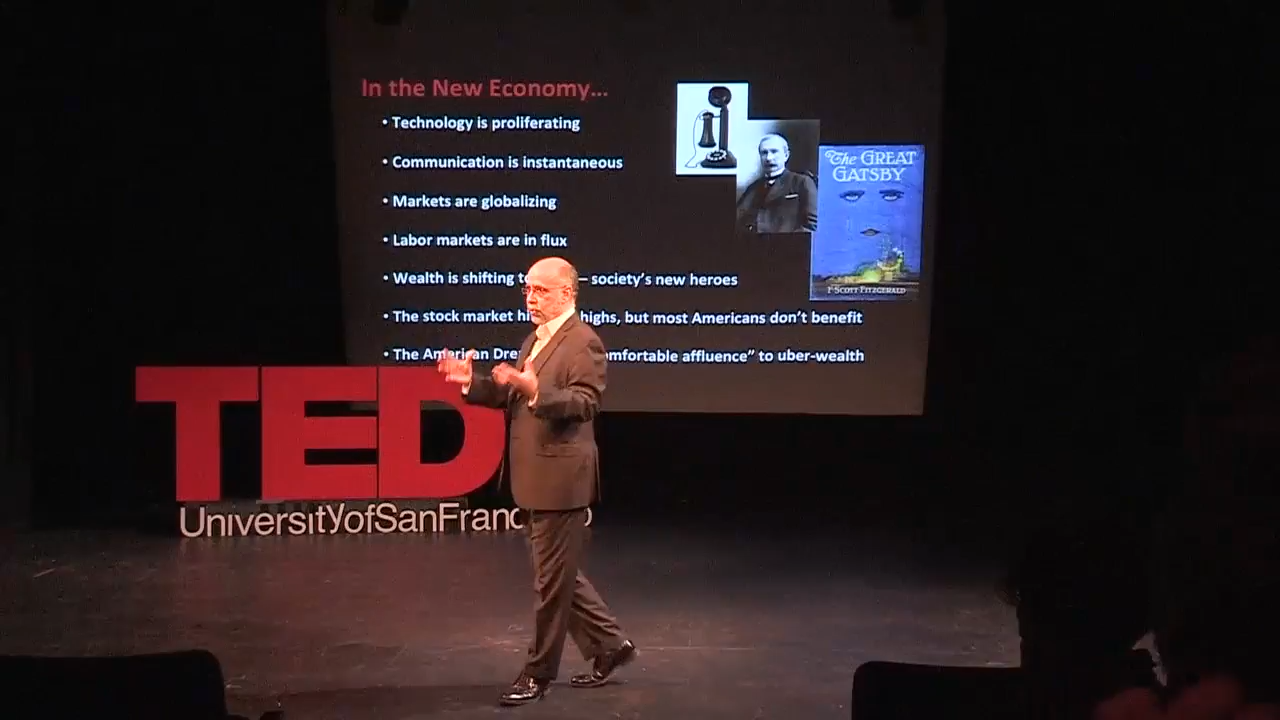 In the New Economy...
• Technology is proliferating
• Communication is instantaneous
• Markets are globalizing
• Labor markets are in flux
• Wealth is shifting – society's new heroes
• The stock market highs, but most Americans don't benefit
• The American affluence" to uber-wealth
The GREAT
GATSBY
F. SCOTT FITZGERALD
TED
UniversityofSanFranc